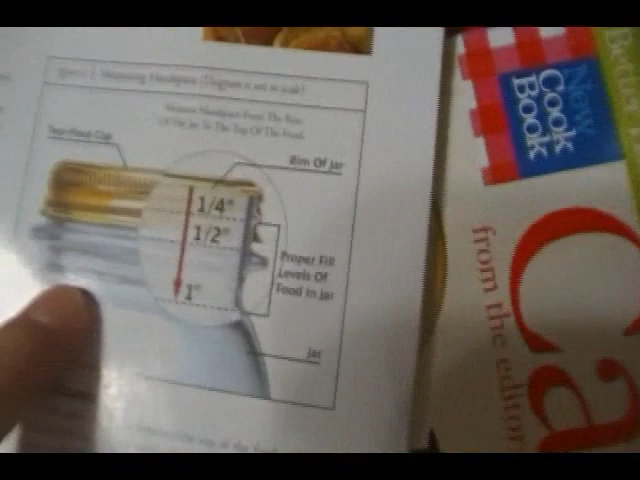 Measuring Headspace (Diagram is not to scale)
Measure Headspace From The Rim
Of The Jar To The Top Of The Food.
Two-Piece Cap
Rim Of Jar
1/4"
1/2"
1"
Proper Fill
Levels Of
Food In Jar
Jar
New
Cook
Book
Better
Ca
from the editor